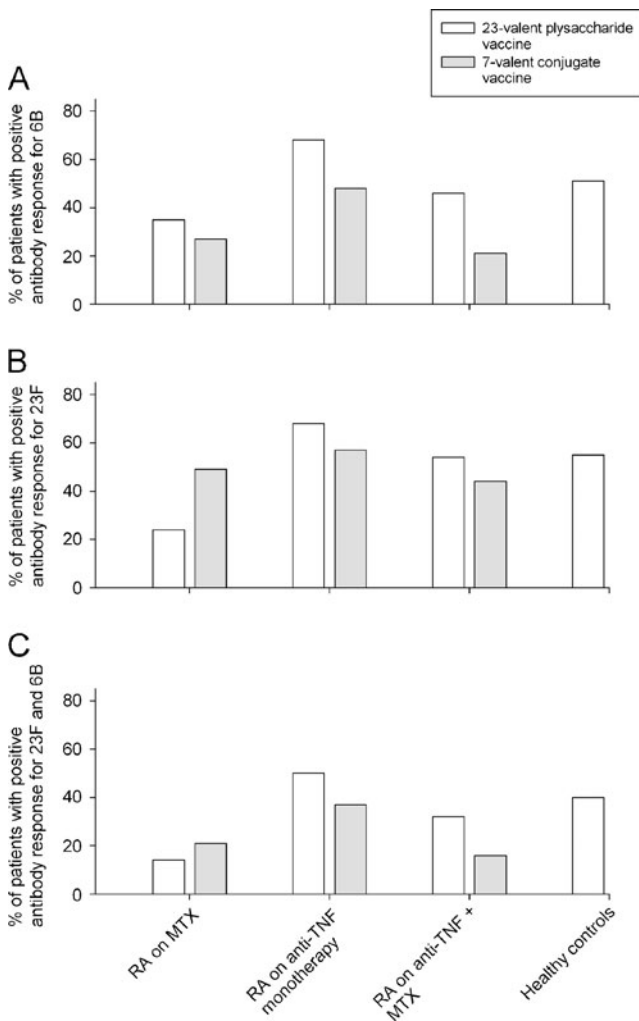 23-valent plysaccharide
vaccine
7-valent conjugate
vaccine
A
% of patients with positive
antibody response for 6B
80
60
40
20
0
B
% of patients with positive
antibody response for 23F
80
60
40
20
0
C
% of patients with positive
antibody response for 23F and 6B
80
60
40
20
0
RA on MTX
RA on anti-TNF
monotherapy
RA on anti-TNF +
MTX
Healthy controls